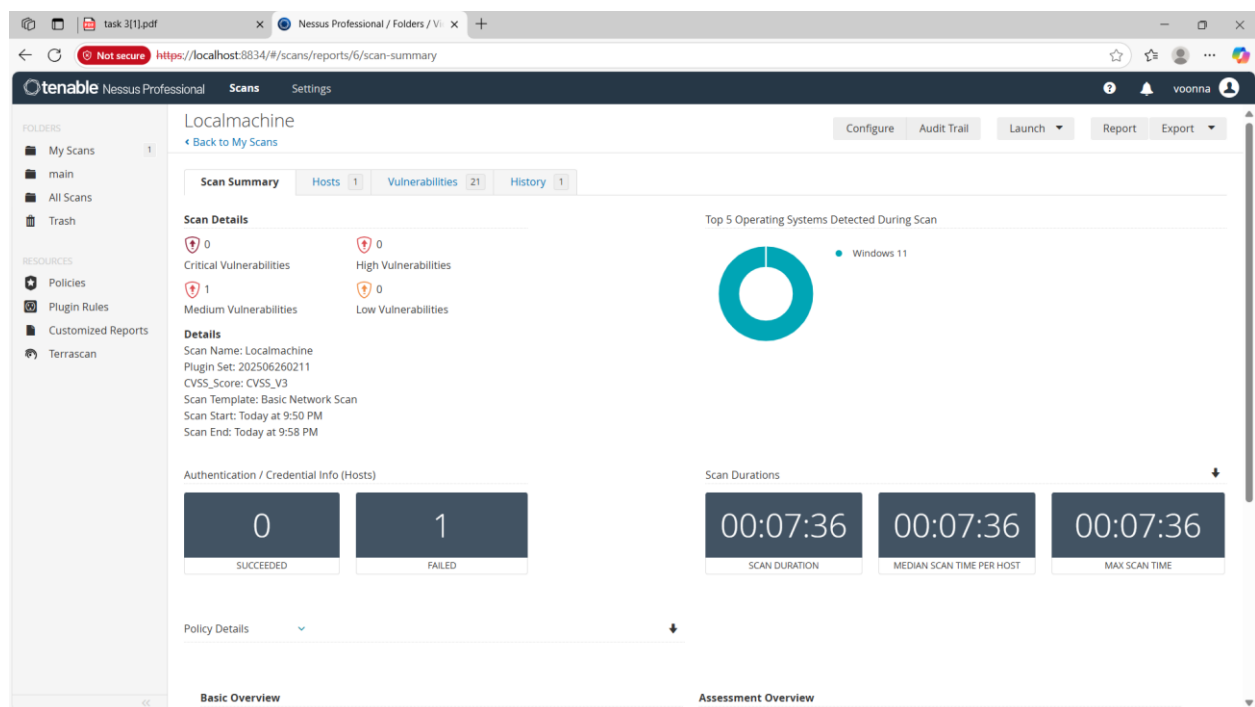 task 3[1].pdf
Nessus Professional / Folders / Vi
Not secure https://localhost:8834/#/scans/reports/6/scan-summary
tenable Nessus Professional Scans Settings voonna
FOLDERS
My Scans 1
main
All Scans
Trash
RESOURCES
Policies
Plugin Rules
Customized Reports
Terrascan
Localmachine
Back to My Scans
Configure Audit Trail Launch Report Export
Scan Summary Hosts 1 Vulnerabilities 21 History 1
Scan Details
0 0
Critical Vulnerabilities High Vulnerabilities
1 0
Medium Vulnerabilities Low Vulnerabilities
Details
Scan Name: Localmachine
Plugin Set: 202506260211
CVSS_Score: CVSS_V3
Scan Template: Basic Network Scan
Scan Start: Today at 9:50 PM
Scan End: Today at 9:58 PM
Top 5 Operating Systems Detected During Scan
Windows 11
Authentication / Credential Info (Hosts)
0 1
SUCCEEDED FAILED
Scan Durations
00:07:36 00:07:36 00:07:36
SCAN DURATION MEDIAN SCAN TIME PER HOST MAX SCAN TIME
Policy Details
Basic Overview Assessment Overview